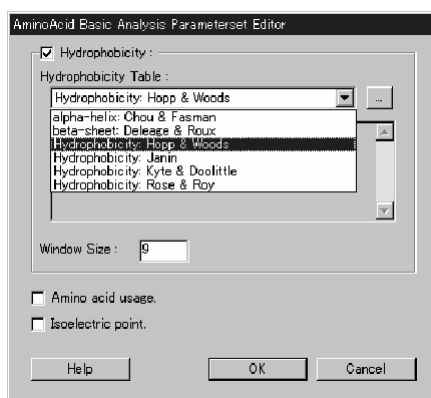 AminoAcid Basic Analysis Parameterset Editor
Hydrophobicity :
Hydrophobicity Table :
Hydrophobicity: Hopp & Woods
...
alpha-helix: Chou & Fasman
beta-sheet: Deleage & Roux
Hydrophobicity: Hopp & Woods
Hydrophobicity: Janin
Hydrophobicity: Kyte & Doolittle
Hydrophobicity: Rose & Roy
Window Size : 9
Amino acid usage.
Isoelectric point.
Help OK Cancel